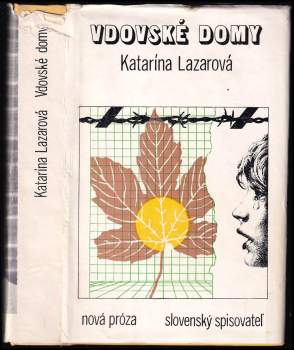 Katarína Lazarová Vdovské domy
VDOVSKÉ DOMY
Katarína Lazarová
nová próza slovenský spisovateľ